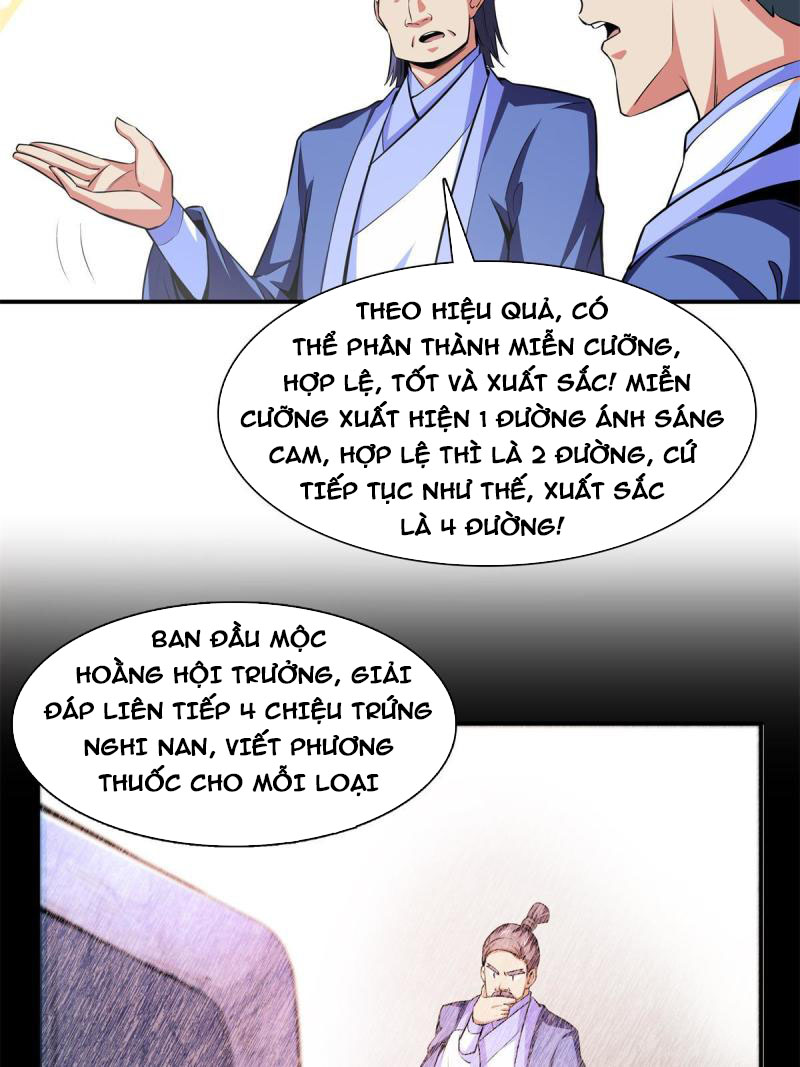 THEO HIỆU QUẢ, CÓ
THỂ PHÂN THÀNH MIỄN CƯỠNG,
HỢP LỆ, TỐT VÀ XUẤT SẮC! MIỄN
CƯỠNG XUẤT HIỆN 1 ĐƯỜNG ÁNH SÁNG
CAM, HỢP LỆ THÌ LÀ 2 ĐƯỜNG, CỨ
TIẾP TỤC NHƯ THẾ, XUẤT SẮC
LÀ 4 ĐƯỜNG!
BAN ĐẦU MỘC
HOẰNG HỘI TRƯỞNG, GIẢI
ĐÁP LIÊN TIẾP 4 CHIỆU TRỨNG
NGHI NAN, VIẾT PHƯƠNG
THUỐC CHO MỖI LOẠI